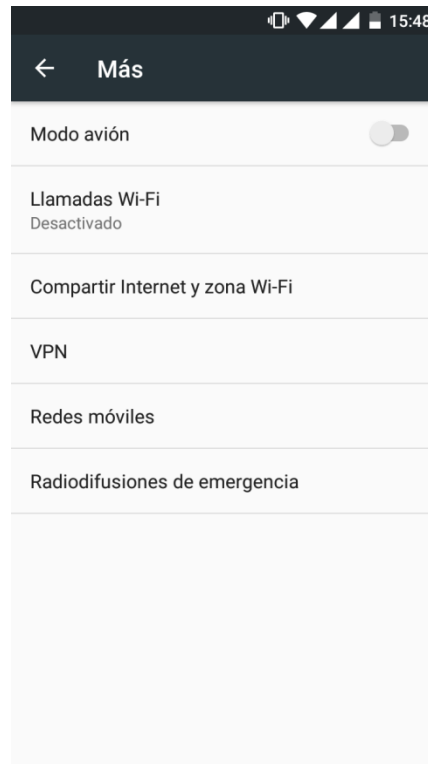 15:48
Más
Modo avión
Llamadas Wi-Fi
Desactivado
Compartir Internet y zona Wi-Fi
VPN
Redes móviles
Radiodifusiones de emergencia